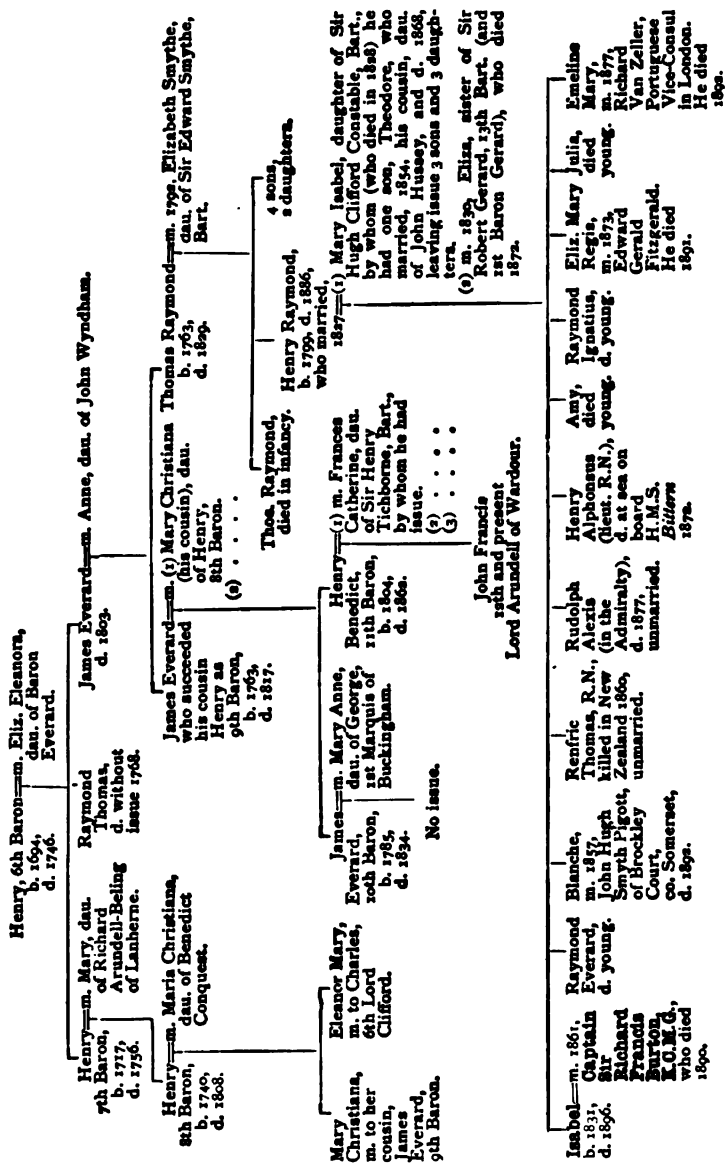 Henry, 6th Baron=m. Eliz. Eleanora,
b. 1694,
d. 1746.
dau. of Baron
Everard.
Henry=m. Mary, dau.
7th Baron,
b. 1717,
d. 1756.
of Richard
Arundell-Beling
of Lanherne.
Raymond
Thomas,
d. without
issue 1768.
James Everard=m. Anne, dau. of John Wyndham.
d. 1803.
Henry=m. Maria Christiana,
8th Baron,
b. 1740,
d. 1808.
dau. of Benedict
Conquest.
James Everard=m. (1) Mary Christiana
who succeeded
his cousin
Henry as
9th Baron,
b. 1763,
d. 1817.
(his cousin), dau.
of Henry,
8th Baron.
(2) . . . . .
Thomas Raymond=m. 1792, Elizabeth Smythe,
b. 1763,
d. 1829.
dau. of Sir Edward Smythe,
Bart.
Mary
Christiana,
m. to her
cousin,
James
Everard,
9th Baron.
Eleanor Mary,
m. to Charles,
6th Lord
Clifford.
James=m. Mary Anne,
Everard,
10th Baron,
b. 1785,
d. 1834.
dau. of George,
1st Marquis of
Buckingham.
No issue.
Henry=(1) m. Frances
Benedict,
11th Baron,
b. 1804,
d. 1862.
Catherine, dau.
of Sir Henry
Tichborne, Bart.,
by whom he had
issue.
(2) . . . .
(3) . . . .
John Francis
12th and present
Lord Arundell of Wardour.
Thos. Raymond,
died in infancy.
Henry Raymond,
b. 1799, d. 1886,
who married,
4 sons,
2 daughters.
1827=(1) Mary Isabel, daughter of Sir
Hugh Clifford Constable, Bart.,
by whom (who died in 1828) he
had one son, Theodore, who
married, 1854, his cousin, dau.
of John Hussey, and d. 1868,
leaving issue 3 sons and 3 daugh-
ters.
(2) m. 1830, Eliza, sister of Sir
Robert Gerard, 13th Bart. (and
1st Baron Gerard), who died
1872.
Isabel=m. 1861,
b. 1831,
d. 1896.
Captain
Sir
Richard
Francis
Burton,
K.C.M.G.,
who died
1890.
Raymond
Everard,
d. young.
Blanche,
m. 1857,
John Hugh
Smyth Pigott,
of Brockley
Court,
co. Somerset,
d. 1892.
Renfric
Thomas, R.N.,
killed in New
Zealand 1860,
unmarried.
Rudolph
Alexis
(in the
Admiralty),
d. 1877,
unmarried.
Henry
Alphonsus
(lieut. R.N.),
d. at sea on
board
H.M.S.
Bittern
1872.
Amy,
died
young.
Raymond
Ignatius,
d. young.
Eliz. Mary
Regis,
m. 1873,
Edward
Gerald
Fitzgerald.
He died
1891.
Julia,
died
young.
Emeline
Mary,
m. 1877,
Richard
Van Zeller,
Portuguese
Vice-Consul
in London.
He died
1892.